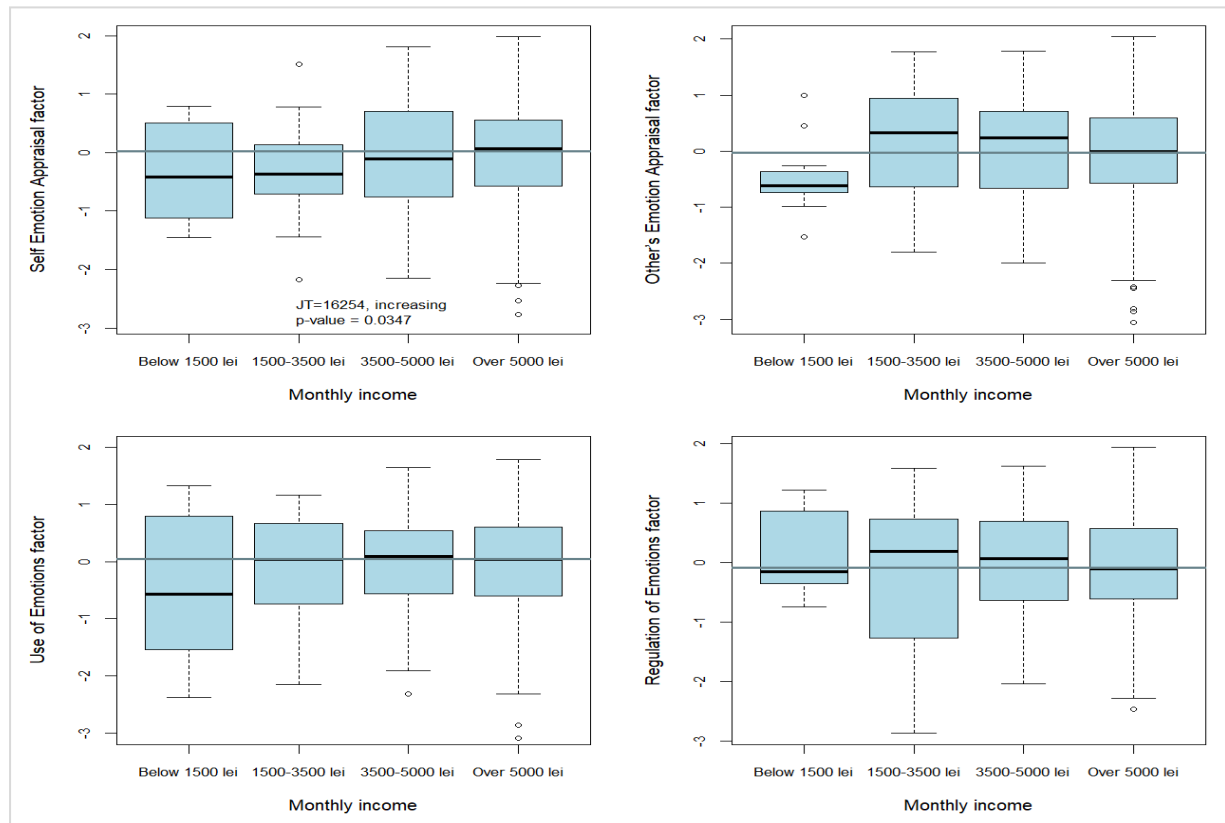 Self Emotion Appraisal factor
2
1
0
-1
-2
-3
JT=16254, increasing
p-value = 0.0347
Below 1500 lei 1500-3500 lei 3500-5000 lei Over 5000 lei
Monthly income
Other's Emotion Appraisal factor
2
1
0
-1
-2
-3
Below 1500 lei 1500-3500 lei 3500-5000 lei Over 5000 lei
Monthly income
Use of Emotions factor
2
1
0
-1
-2
-3
Below 1500 lei 1500-3500 lei 3500-5000 lei Over 5000 lei
Monthly income
Regulation of Emotions factor
2
1
0
-1
-2
-3
Below 1500 lei 1500-3500 lei 3500-5000 lei Over 5000 lei
Monthly income